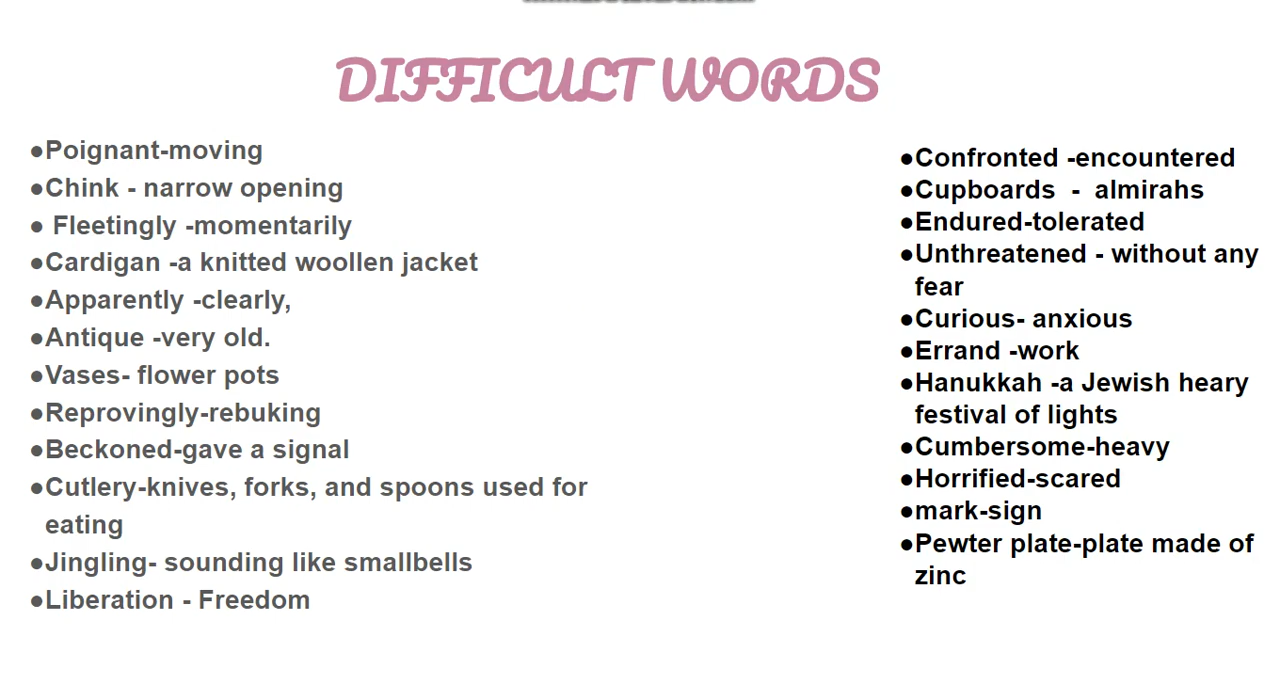 DIFFICULT WORDS
●Poignant-moving
●Chink - narrow opening
● Fleetingly -momentarily
●Cardigan -a knitted woollen jacket
●Apparently -clearly,
●Antique -very old.
●Vases- flower pots
●Reprovingly-rebuking
●Beckoned-gave a signal
●Cutlery-knives, forks, and spoons used for
eating
●Jingling- sounding like smallbells
●Liberation - Freedom
●Confronted -encountered
●Cupboards - almirahs
●Endured-tolerated
●Unthreatened - without any
fear
●Curious- anxious
●Errand -work
●Hanukkah -a Jewish heary
festival of lights
●Cumbersome-heavy
●Horrified-scared
●mark-sign
●Pewter plate-plate made of
zinc